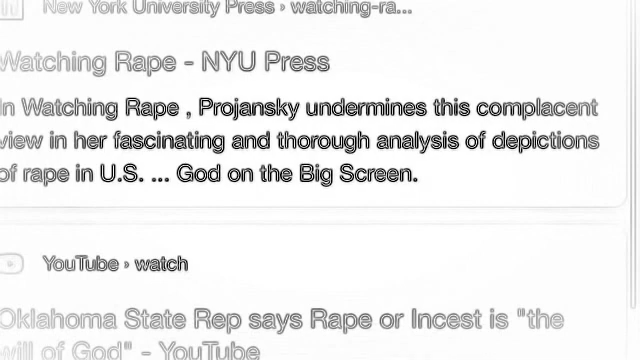 New York University Press › watching-ra...
Watching Rape - NYU Press
In Watching Rape , Projansky undermines this complacent
view in her fascinating and thorough analysis of depictions
of rape in U.S. ... God on the Big Screen.
YouTube › watch
Oklahoma State Rep says Rape or Incest is "the
will of God" - YouTube